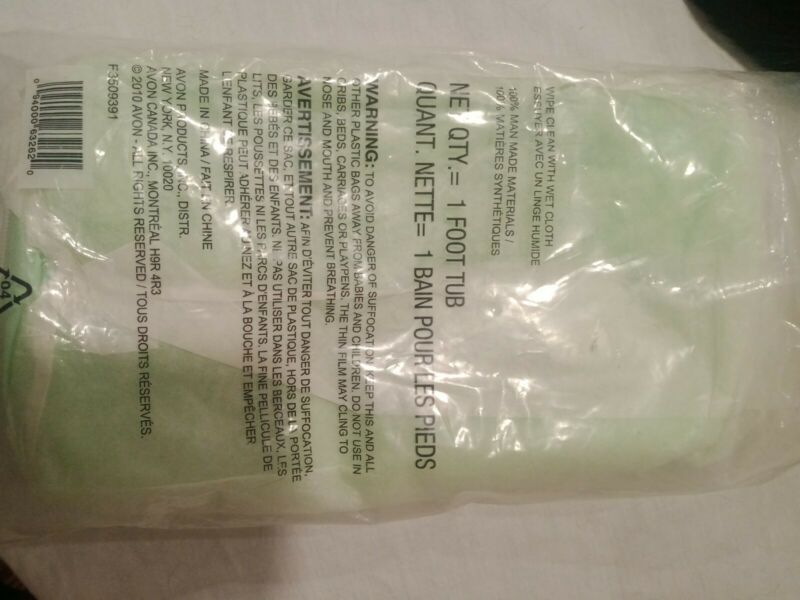 WIPE CLEAN WITH WET CLOTH
ESSUYER AVEC UN LINGE HUMIDE
100% MAN MADE MATERIALS /
100% MATIÈRES SYNTHÉTIQUES
NET QTY.= 1 FOOT TUB
QUANT. NETTE= 1 BAIN POUR LES PIEDS
WARNING: TO AVOID DANGER OF SUFFOCATION, KEEP THIS AND ALL
OTHER PLASTIC BAGS AWAY FROM BABIES AND CHILDREN. DO NOT USE IN
CRIBS, BEDS, CARRIAGES OR PLAYPENS. THE THIN FILM MAY CLING TO
NOSE AND MOUTH AND PREVENT BREATHING.
AVERTISSEMENT: AFIN D'ÉVITER TOUT DANGER DE SUFFOCATION,
GARDER CE SAC, ET TOUT AUTRE SAC DE PLASTIQUE, HORS DE LA PORTÉE
DES BÉBÉS ET DES ENFANTS. NE PAS UTILISER DANS LES BERCEAUX, LES
LITS, LES POUSSETTES NI LES PARCS D'ENFANTS. LA FINE PELLICULE DE
PLASTIQUE PEUT ADHÉRER AU NEZ ET À LA BOUCHE ET EMPÊCHER
L'ENFANT DE RESPIRER.
MADE IN CHINA / FAIT EN CHINE
AVON PRODUCTS, INC., DISTR.
NEW YORK, N.Y. 10020
AVON CANADA INC., MONTRÉAL H9R 4R3
© 2010 AVON - ALL RIGHTS RESERVED / TOUS DROITS RÉSERVÉS.
F3509391
0 94000 63262 0
04